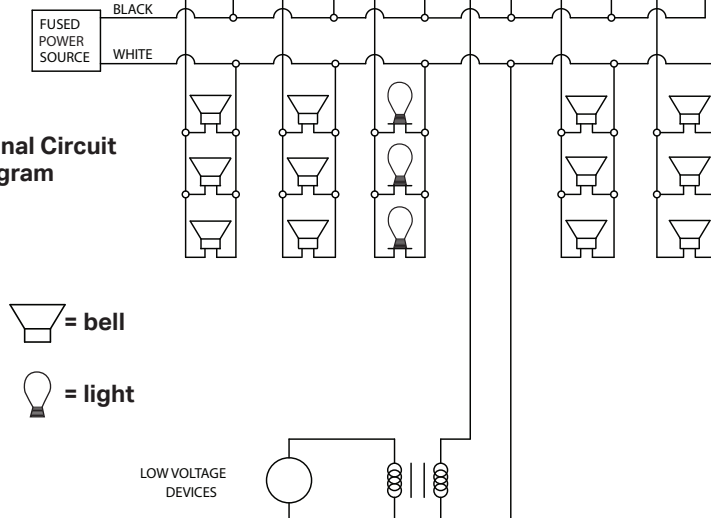 BLACK
FUSED
POWER
SOURCE
WHITE
nal Circuit
gram
= bell
= light
LOW VOLTAGE
DEVICES